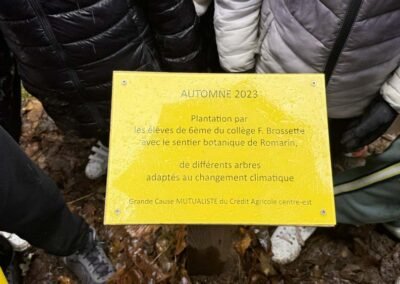 AUTOMNE 2023
Plantation par
les élèves de 6ème du collège F. Brossette
avec le sentier botanique de Romarin,
de différents arbres
adaptés au changement climatique
Grande Cause MUTUALISTE du Crédit Agricole centre-est